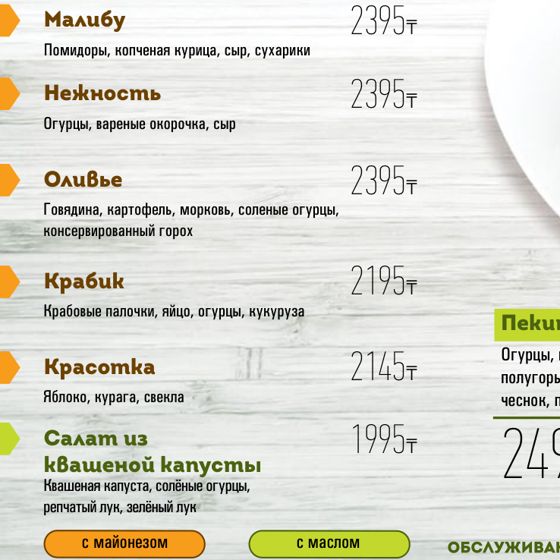 Малибу 2395₸
Помидоры, копченая курица, сыр, сухарики
Нежность 2395₸
Огурцы, вареные окорочка, сыр
Оливье 2395₸
Говядина, картофель, морковь, соленые огурцы,
консервированный горох
Крабик 2195₸
Крабовые палочки, яйцо, огурцы, кукуруза
Красотка 2145₸
Яблоко, курага, свекла
Салат из 1995₸
квашеной капусты
Квашеная капуста, солёные огурцы,
репчатый лук, зелёный лук
с майонезом
с маслом
Огурцы,
чеснок,